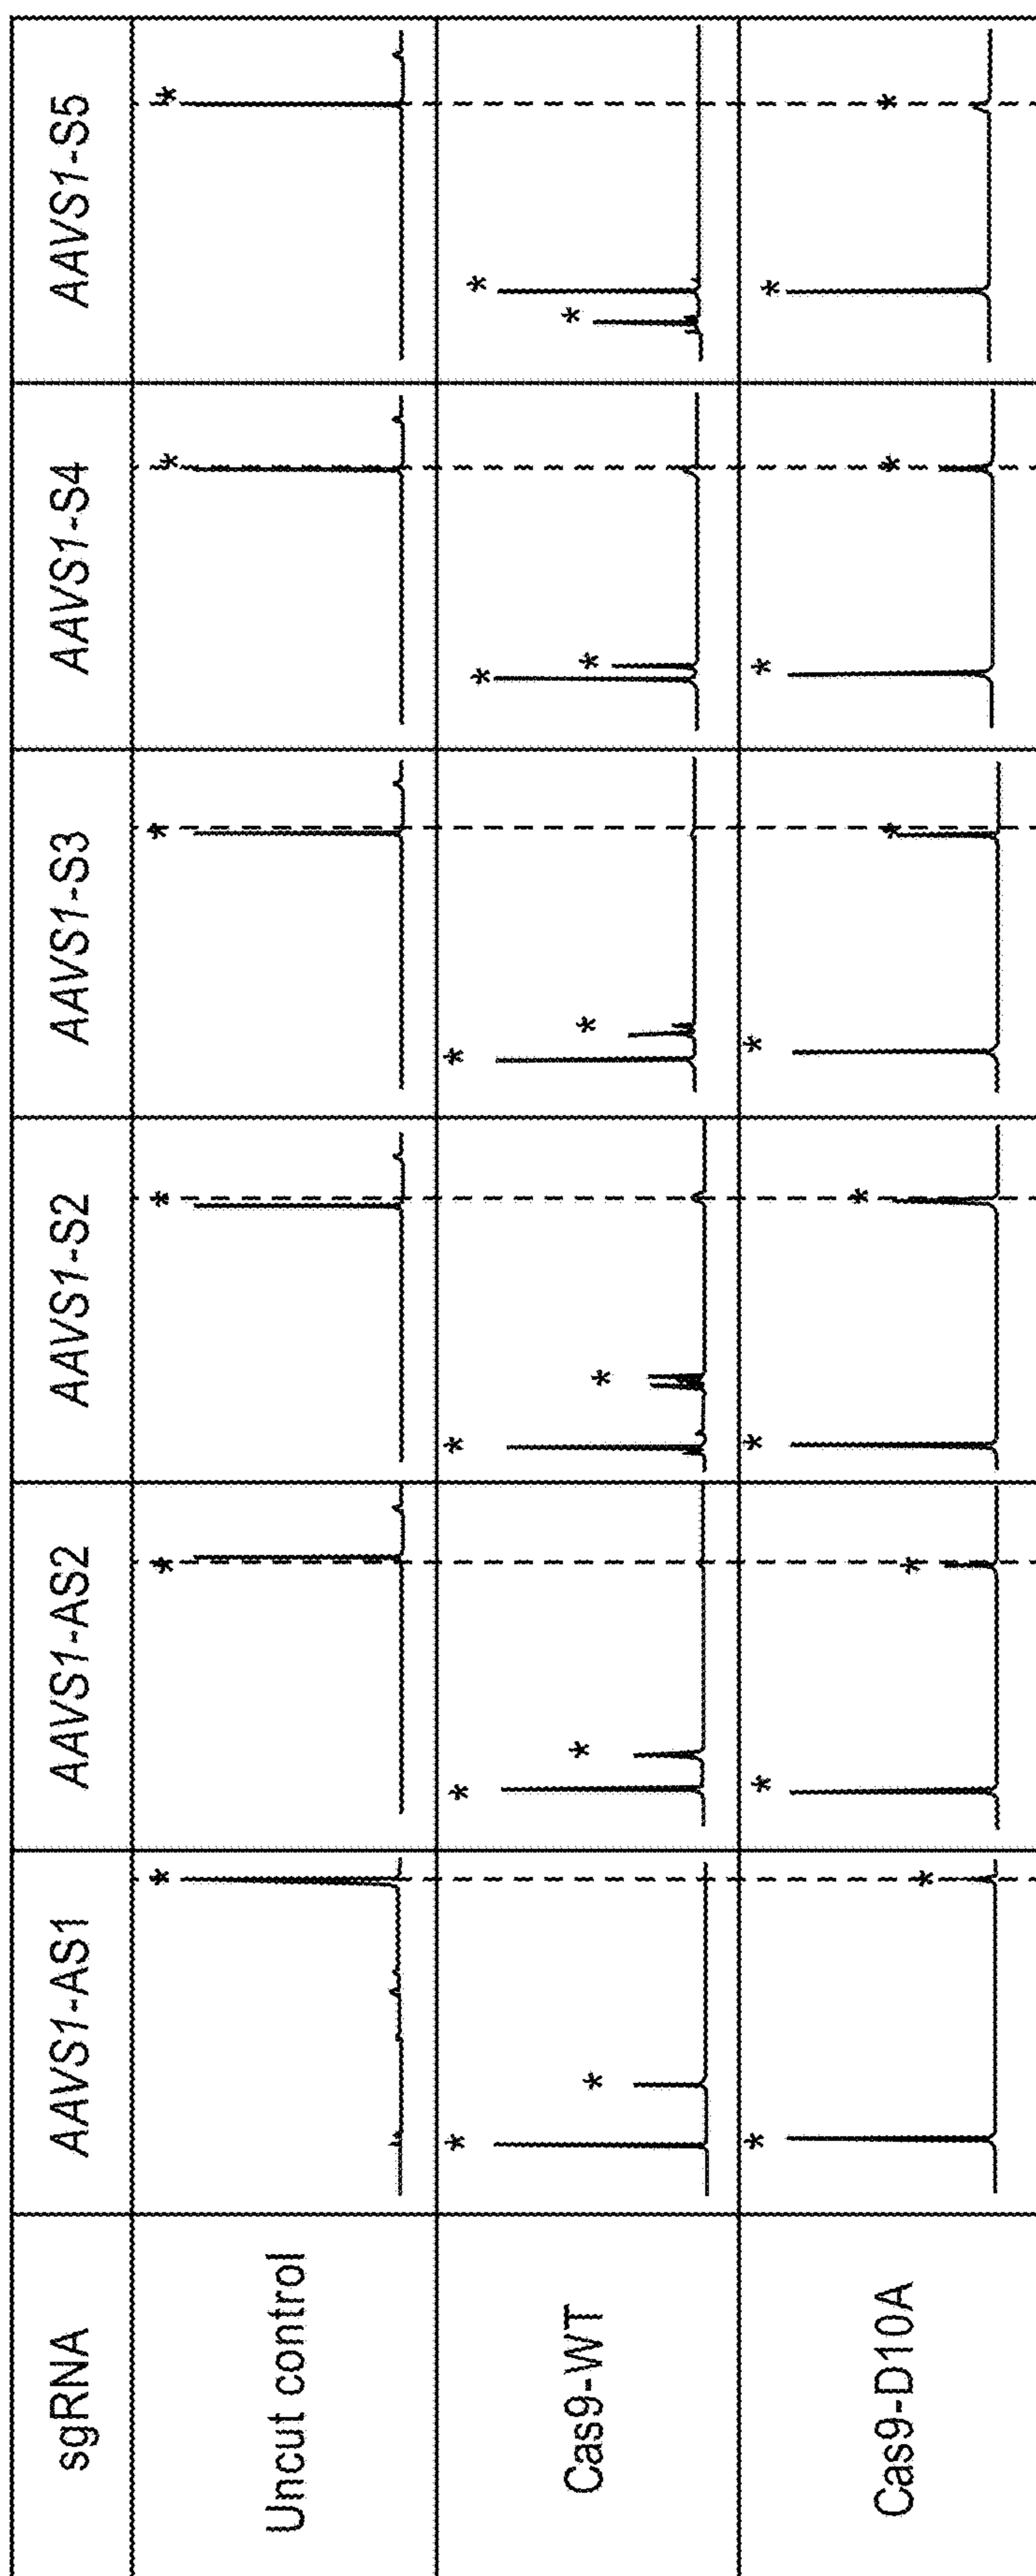 sgRNA
AAVS1-AS1
AAVS1-AS2
AAVS1-S2
AAVS1-S3
AAVS1-S4
AAVS1-S5
Uncut control
* * * * * *
Cas9-WT
* * * * * * * * * * * *
Cas9-D10A
* * * * * * * * * * * *